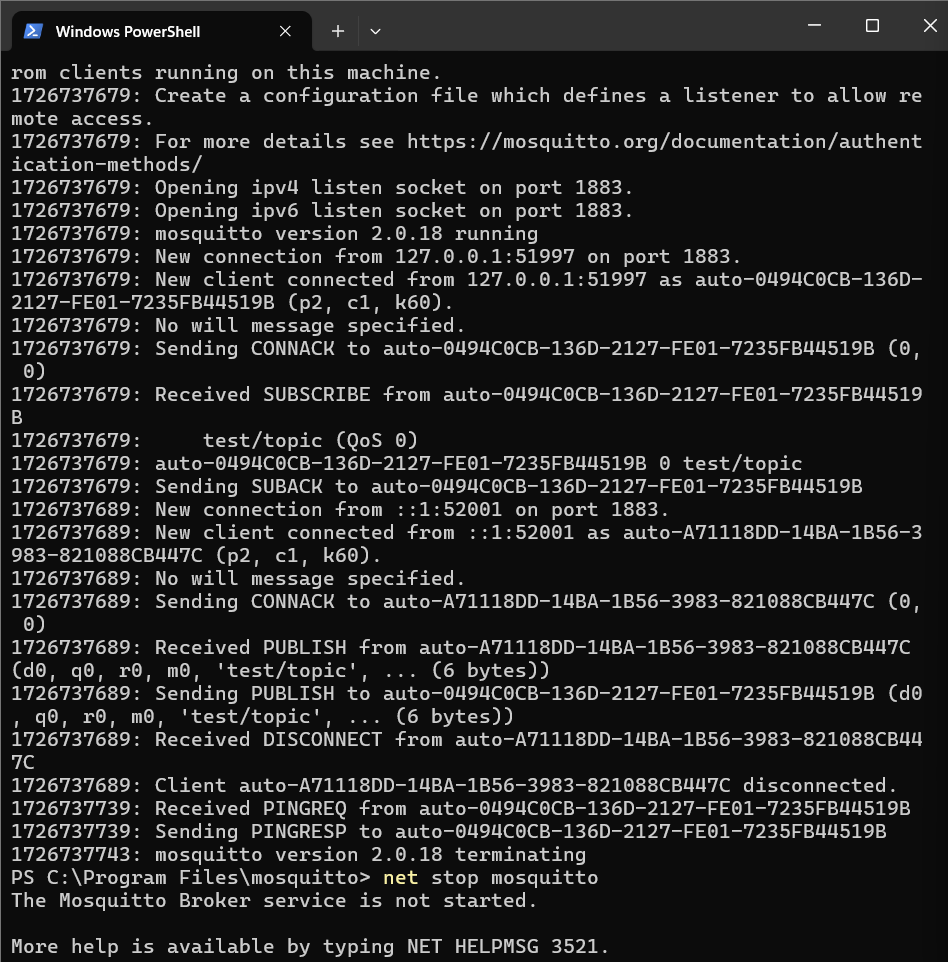 Windows PowerShell
rom clients running on this machine.
1726737679: Create a configuration file which defines a listener to allow re
mote access.
1726737679: For more details see https://mosquitto.org/documentation/authent
ication-methods/
1726737679: Opening ipv4 listen socket on port 1883.
1726737679: Opening ipv6 listen socket on port 1883.
1726737679: mosquitto version 2.0.18 running
1726737679: New connection from 127.0.0.1:51997 on port 1883.
1726737679: New client connected from 127.0.0.1:51997 as auto-0494C0CB-136D-
2127-FE01-7235FB44519B (p2, c1, k60).
1726737679: No will message specified.
1726737679: Sending CONNACK to auto-0494C0CB-136D-2127-FE01-7235FB44519B (0,
 0)
1726737679: Received SUBSCRIBE from auto-0494C0CB-136D-2127-FE01-7235FB44519
B
1726737679:     test/topic (QoS 0)
1726737679: auto-0494C0CB-136D-2127-FE01-7235FB44519B 0 test/topic
1726737679: Sending SUBACK to auto-0494C0CB-136D-2127-FE01-7235FB44519B
1726737689: New connection from ::1:52001 on port 1883.
1726737689: New client connected from ::1:52001 as auto-A71118DD-14BA-1B56-3
983-821088CB447C (p2, c1, k60).
1726737689: No will message specified.
1726737689: Sending CONNACK to auto-A71118DD-14BA-1B56-3983-821088CB447C (0,
 0)
1726737689: Received PUBLISH from auto-A71118DD-14BA-1B56-3983-821088CB447C
(d0, q0, r0, m0, 'test/topic', ... (6 bytes))
1726737689: Sending PUBLISH to auto-0494C0CB-136D-2127-FE01-7235FB44519B (d0
, q0, r0, m0, 'test/topic', ... (6 bytes))
1726737689: Received DISCONNECT from auto-A71118DD-14BA-1B56-3983-821088CB44
7C
1726737689: Client auto-A71118DD-14BA-1B56-3983-821088CB447C disconnected.
1726737739: Received PINGREQ from auto-0494C0CB-136D-2127-FE01-7235FB44519B
1726737739: Sending PINGRESP to auto-0494C0CB-136D-2127-FE01-7235FB44519B
1726737743: mosquitto version 2.0.18 terminating
PS C:\Program Files\mosquitto> net stop mosquitto
The Mosquitto Broker service is not started.
More help is available by typing NET HELPMSG 3521.